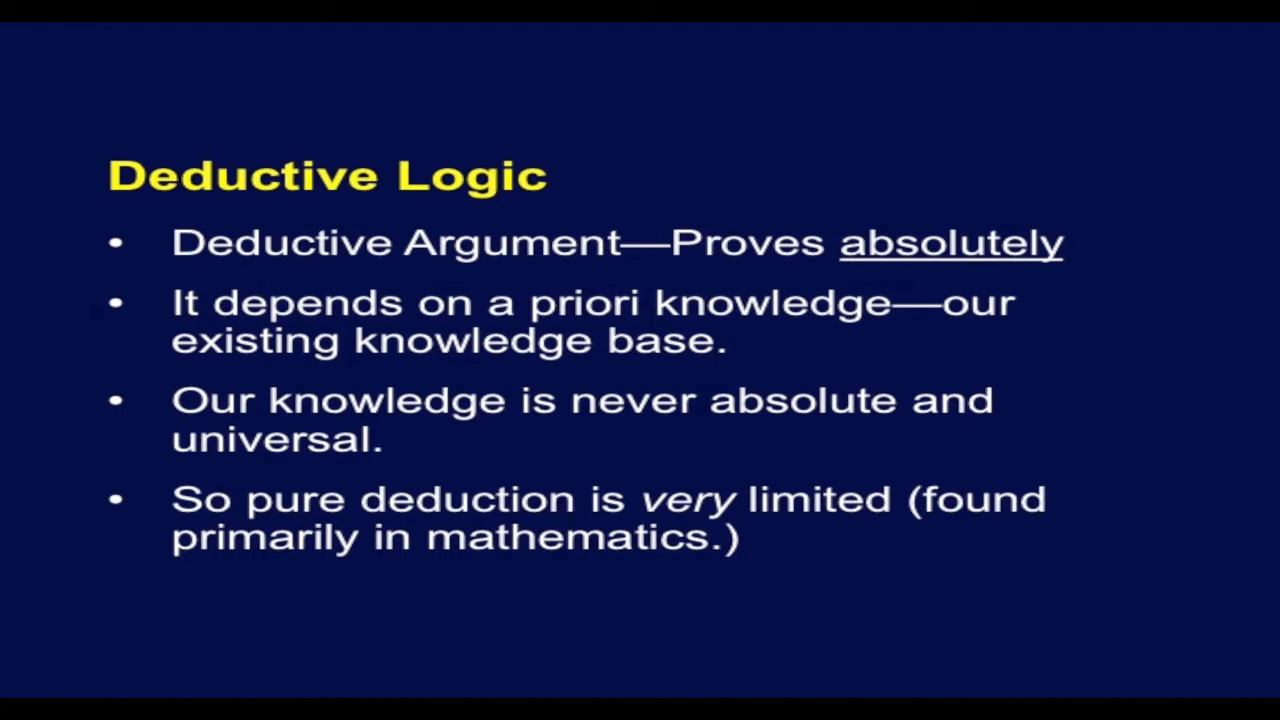 Deductive Logic
• Deductive Argument—Proves absolutely
• It depends on a priori knowledge—our
existing knowledge base.
• Our knowledge is never absolute and
universal.
• So pure deduction is very limited (found
primarily in mathematics.)